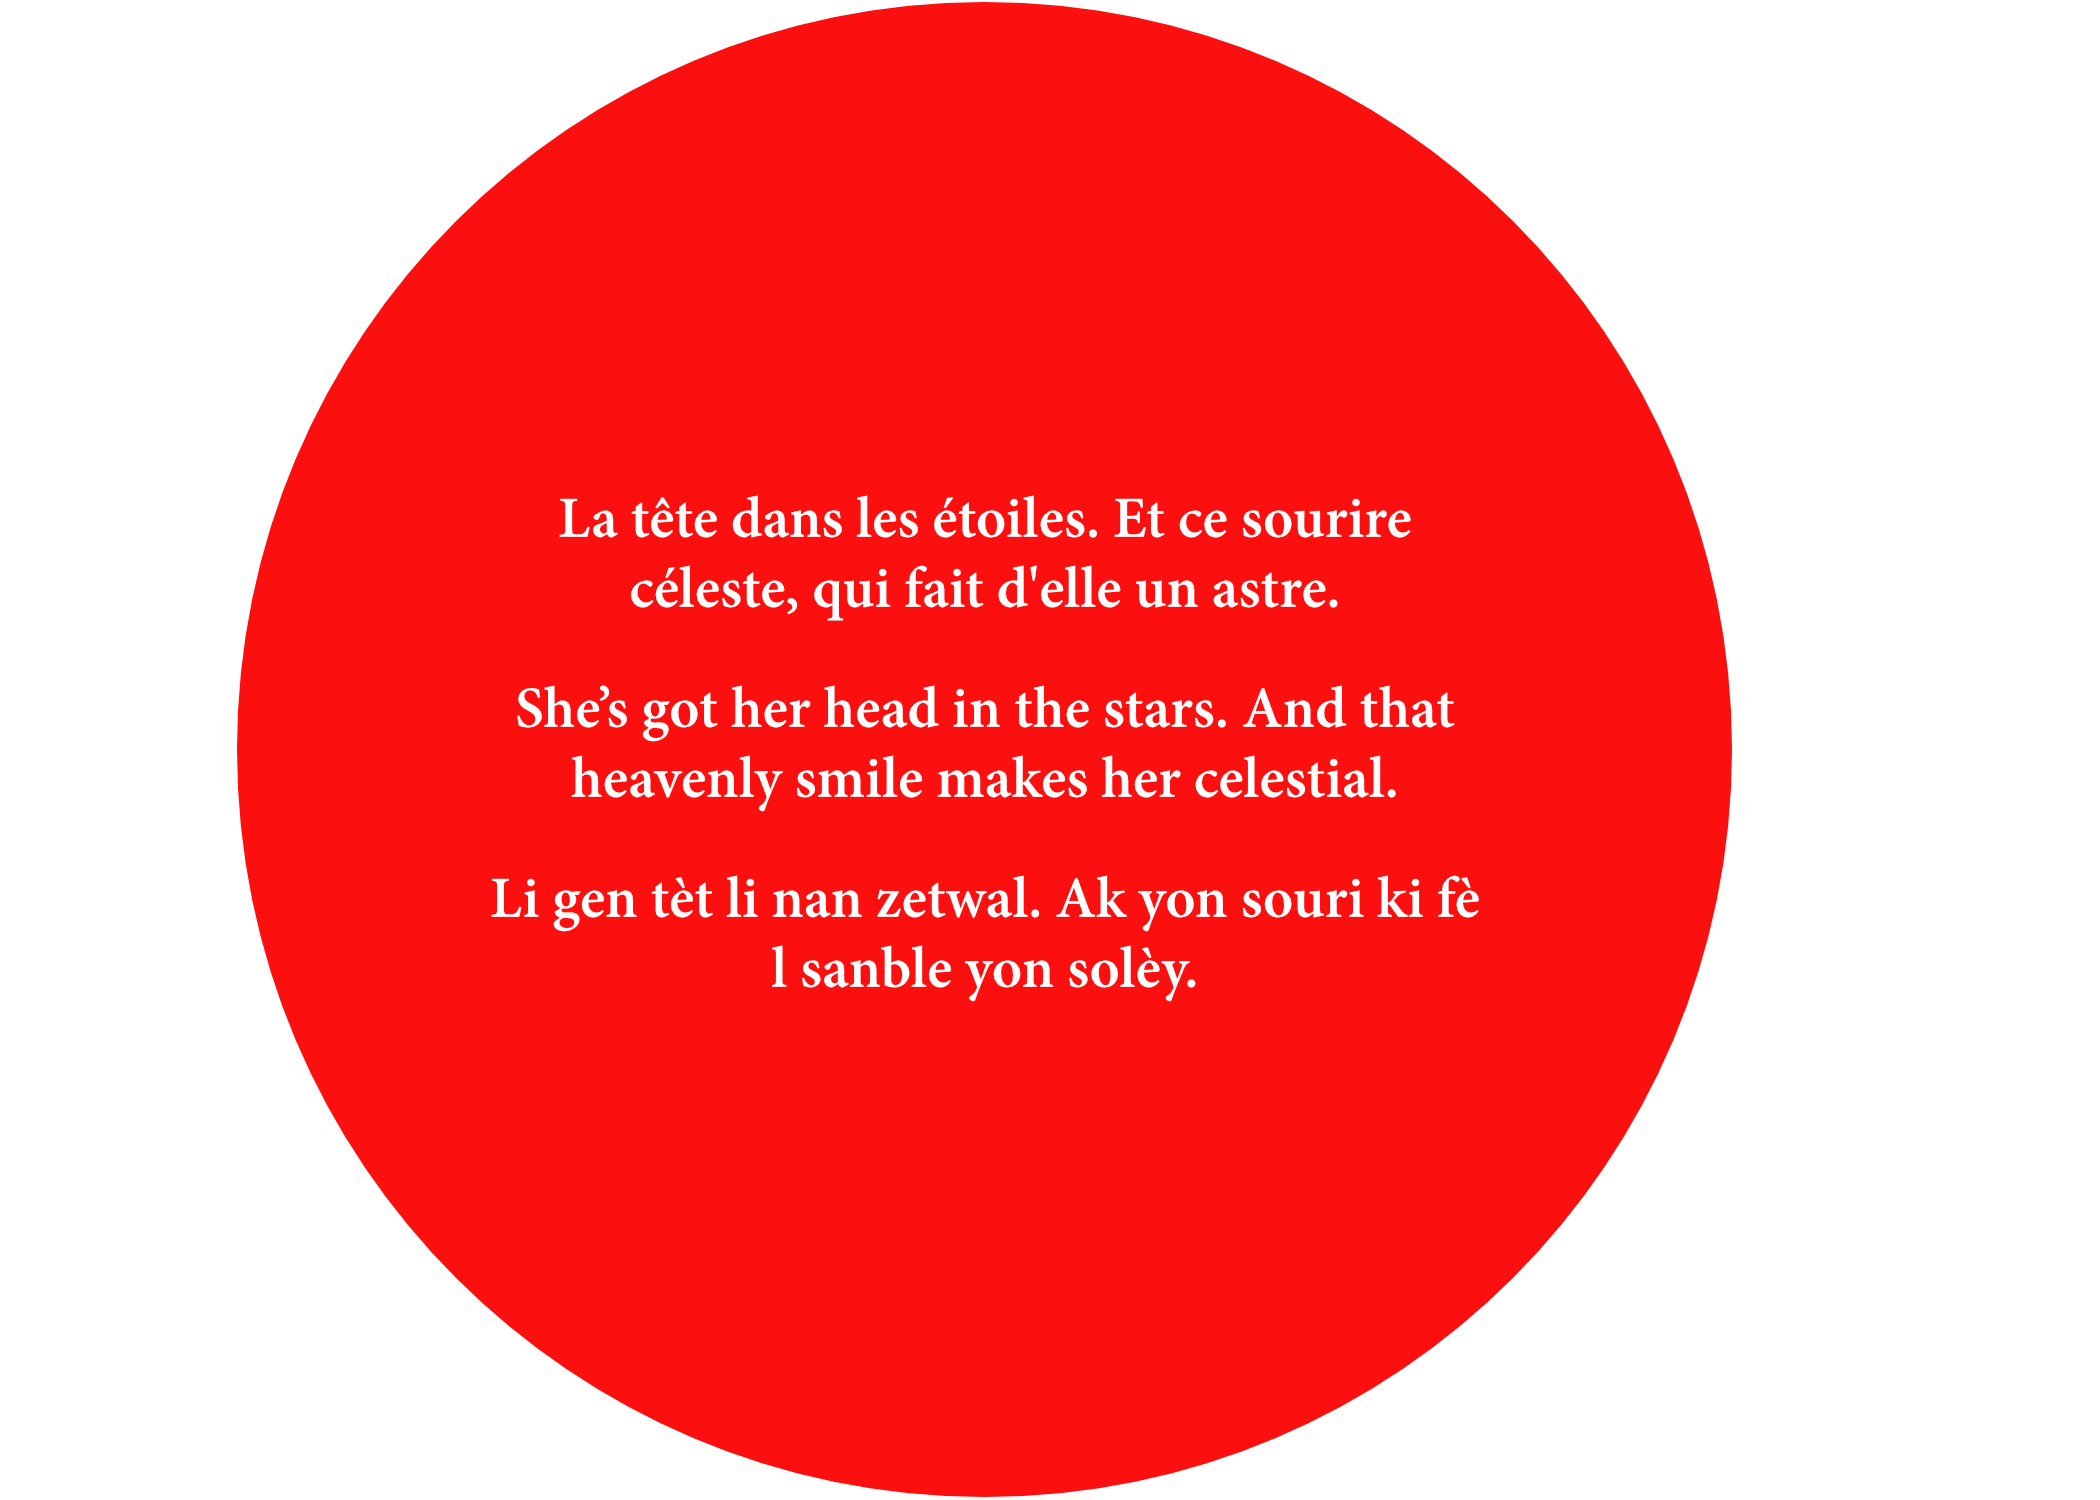 La tête dans les étoiles. Et ce sourire
céleste, qui fait d'elle un astre.
She’s got her head in the stars. And that
heavenly smile makes her celestial.
Li gen tèt li nan zetwal. Ak yon souri ki fè
l sanble yon solèy.